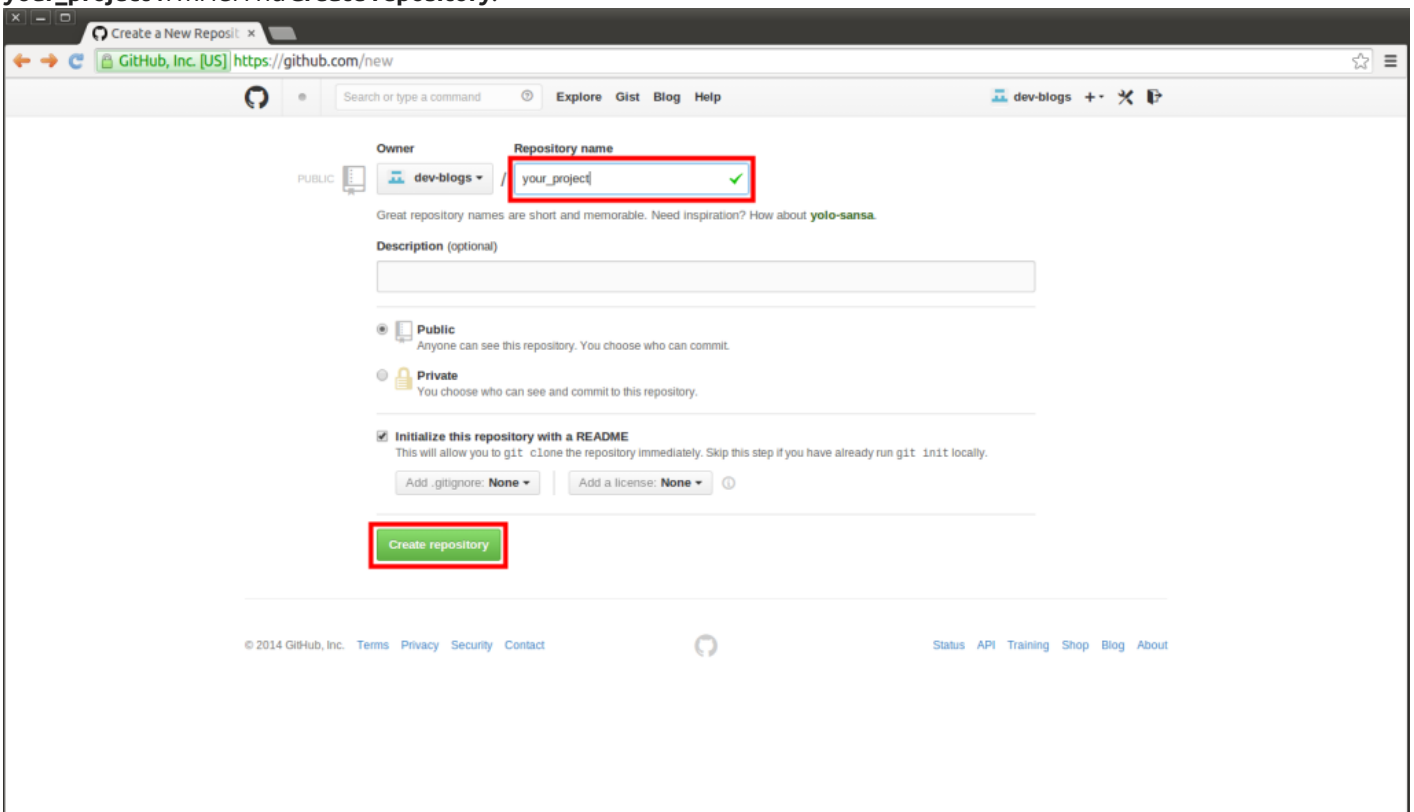 Create a New Reposit ×
GitHub, Inc. [US] https://github.com/new
Search or type a command Explore Gist Blog Help dev-blogs
Owner Repository name
PUBLIC dev-blogs / your_project
Great repository names are short and memorable. Need inspiration? How about yolo-sansa.
Description (optional)
Public
Anyone can see this repository. You choose who can commit.
Private
You choose who can see and commit to this repository.
Initialize this repository with a README
This will allow you to git clone the repository immediately. Skip this step if you have already run git init locally.
Add .gitignore: None Add a license: None
Create repository
© 2014 GitHub, Inc. Terms Privacy Security Contact Status API Training Shop Blog About